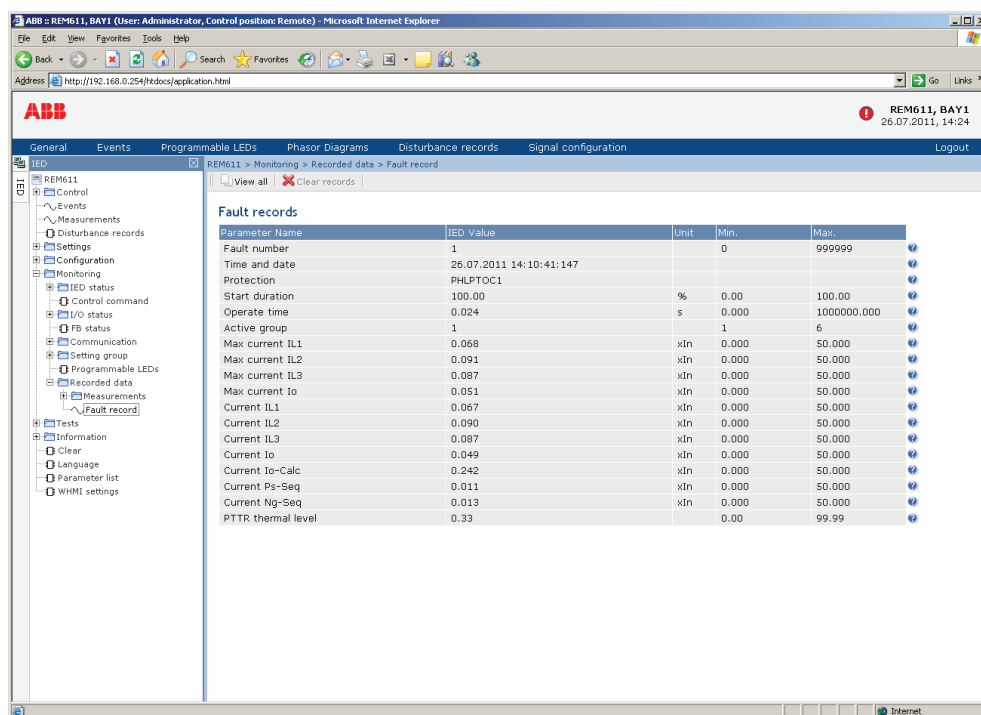 ABB :: REM611, BAY1 (User: Administrator, Control position: Remote) - Microsoft Internet Explorer
File Edit View Favorites Tools Help
Back Search Favorites
Address http://192.168.0.254/htdocs/application.html Go Links
ABB
REM611, BAY1
26.07.2011, 14:24
General Events Programmable LEDs Phasor Diagrams Disturbance records Signal configuration Logout
IED
IED
REM611
Control
Events
Measurements
Disturbance records
Settings
Configuration
Monitoring
IED status
Control command
I/O status
FB status
Communication
Setting group
Programmable LEDs
Recorded data
Measurements
Fault record
Tests
Information
Clear
Language
Parameter list
WHMI settings
REM611 > Monitoring > Recorded data > Fault record
View all Clear records
Fault records
Parameter Name IED Value Unit Min. Max.
Fault number 1 0 999999
Time and date 26.07.2011 14:10:41:147
Protection PHLPTOC1
Start duration 100.00 % 0.00 100.00
Operate time 0.024 s 0.000 1000000.000
Active group 1 1 6
Max current IL1 0.068 xIn 0.000 50.000
Max current IL2 0.091 xIn 0.000 50.000
Max current IL3 0.087 xIn 0.000 50.000
Max current Io 0.051 xIn 0.000 50.000
Current IL1 0.067 xIn 0.000 50.000
Current IL2 0.090 xIn 0.000 50.000
Current IL3 0.087 xIn 0.000 50.000
Current Io 0.049 xIn 0.000 50.000
Current Io-Calc 0.242 xIn 0.000 50.000
Current Ps-Seq 0.011 xIn 0.000 50.000
Current Ng-Seq 0.013 xIn 0.000 50.000
PTTR thermal level 0.33 0.00 99.99
Internet